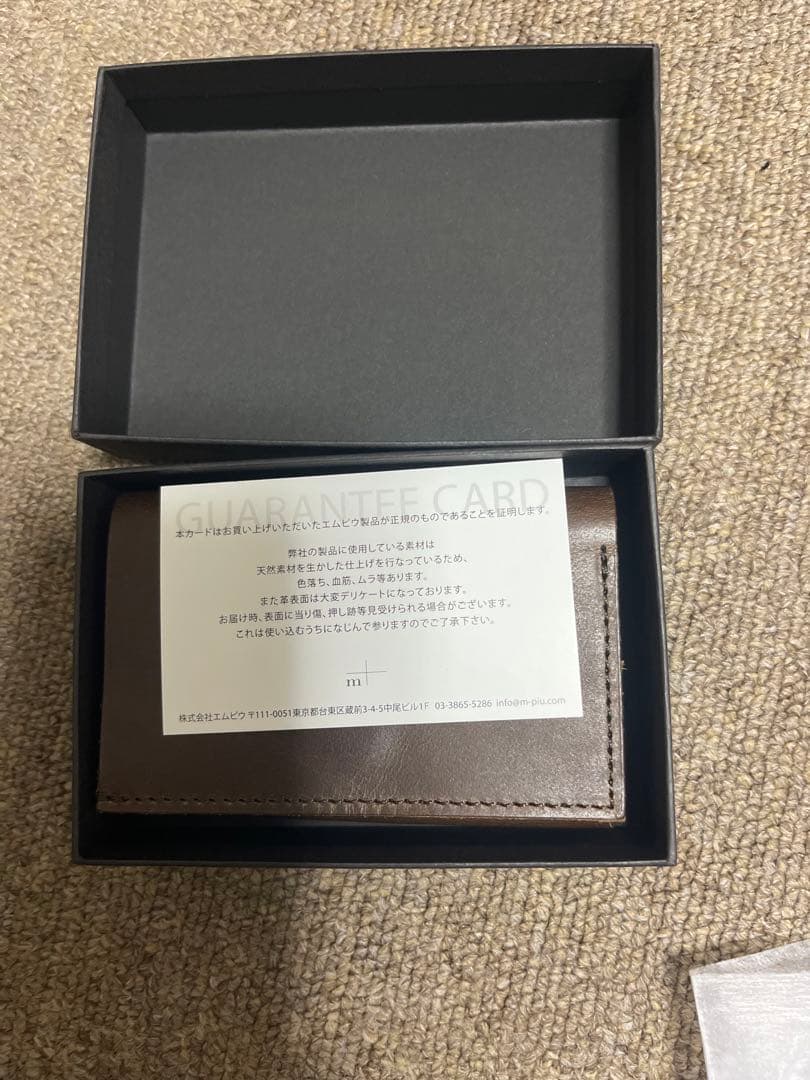 GUARANTEE CARD
本カードはお買い上げいただいたエムピウ製品が正規のものであることを証明します。
弊社の製品に使用している素材は
天然素材を生かした仕上げを行なっているため、
色落ち、血筋、ムラ等あります。
また革表面は大変デリケートになっております。
お届け時、表面に当り傷、押し跡等見受けられる場合がございます。
これは使い込むうちになじんで参りますのでご了承下さい。
m+
株式会社エムピウ 〒111-0051東京都台東区蔵前3-4-5中尾ビル1F 03-3865-5286 info@m-piu.com